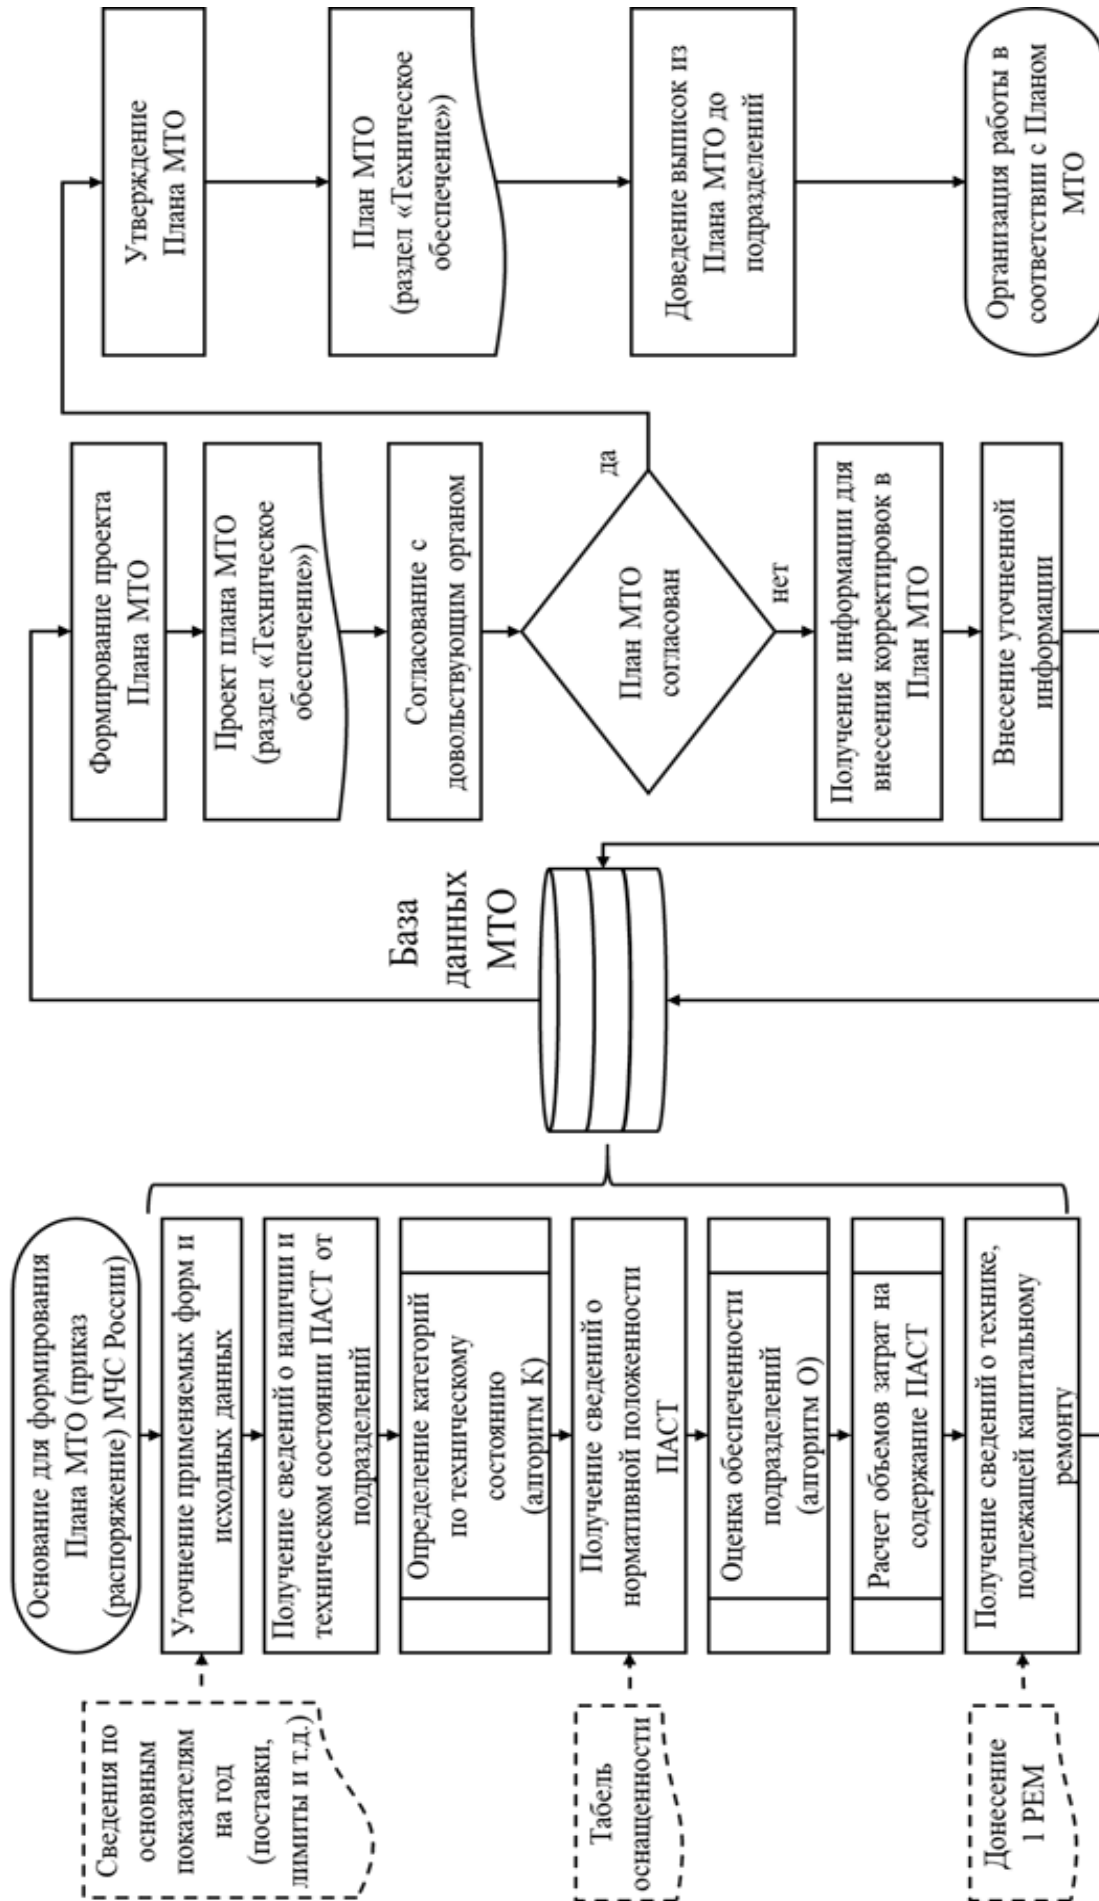 Сведения по
основным
показателям
на год
(поставки,
лимиты и т.д.)
Табель
оснащенности
Донесение
1 РЕМ
Основание для формирования
Плана МТО (приказ
(распоряжение) МЧС России)
Уточнение применяемых форм и
исходных данных
Получение сведений о наличии и
техническом состоянии ПАСТ от
подразделений
Определение категорий
по техническому
состоянию
(алгоритм К)
Получение сведений о
нормативной положенности
ПАСТ
Оценка обеспеченности
подразделений
(алгоритм О)
Расчет объемов затрат на
содержание ПАСТ
Получение сведений о технике,
подлежащей капитальному
ремонту
База
данных
МТО
Формирование проекта
Плана МТО
Проект плана МТО
(раздел «Техническое
обеспечение»)
Согласование с
довольствующим органом
План МТО
согласован
да
нет
Получение информации для
внесения корректировок в
План МТО
Внесение уточненной
информации
Утверждение
Плана МТО
План МТО
(раздел «Техническое
обеспечение»)
Доведение выписок из
Плана МТО до
подразделений
Организация работы в
соответствии с Планом
МТО